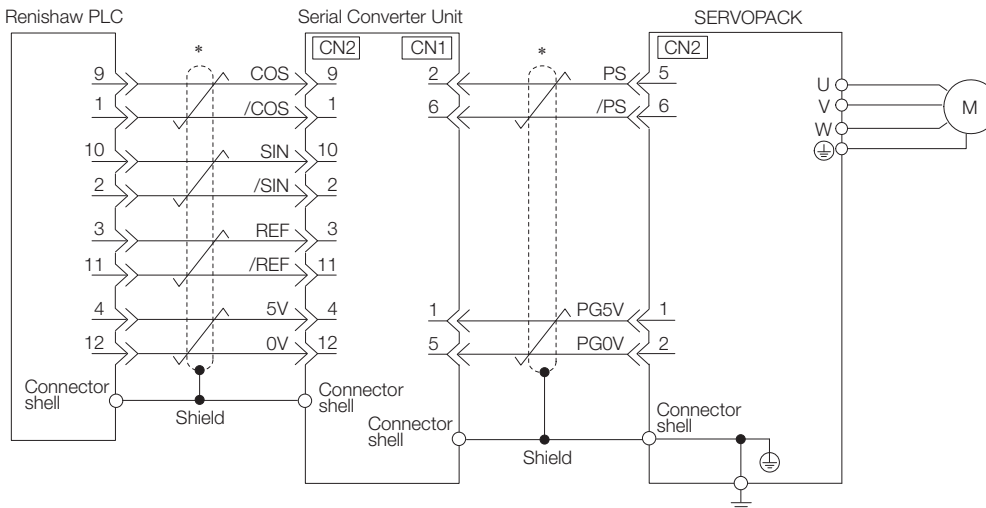 Renishaw PLC
Serial Converter Unit
SERVOPACK
CN2
CN1
CN2
*
*
9 COS 9
1 /COS 1
10 SIN 10
2 /SIN 2
3 REF 3
11 /REF 11
4 5V 4
12 0V 12
Connector
shell
Shield
Connector
shell
2 PS 5
6 /PS 6
1 PG5V 1
5 PG0V 2
Connector
shell
Shield
Connector
shell
U
V
W
M